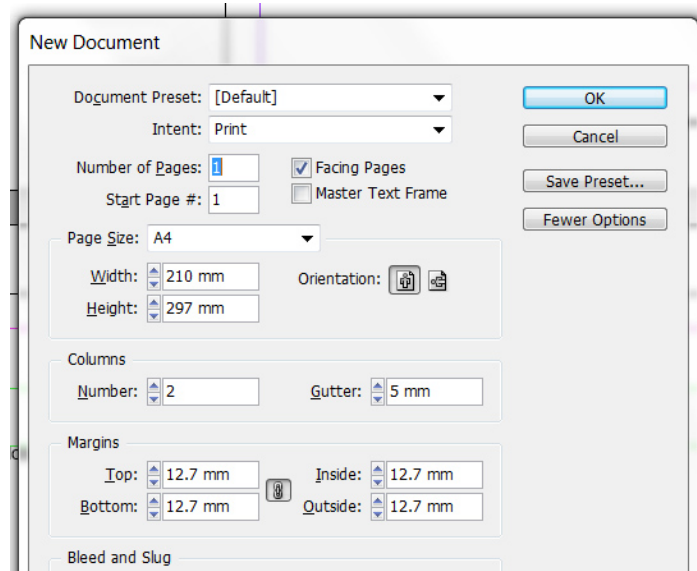 New Document
Document Preset: [Default]
OK
Intent: Print
Cancel
Number of Pages: 1
Facing Pages
Save Preset...
Start Page #: 1
Master Text Frame
Fewer Options
Page Size: A4
Width: 210 mm
Orientation:
Height: 297 mm
Columns
Number: 2
Gutter: 5 mm
Margins
Top: 12.7 mm
Inside: 12.7 mm
Bottom: 12.7 mm
Outside: 12.7 mm
Bleed and Slug